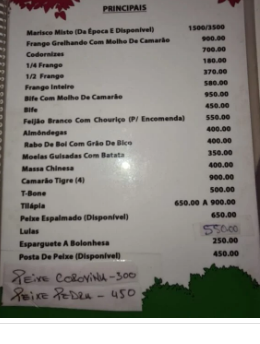 PRINCIPAIS
Marisco Misto (Da Época E Disponível) 1300/3500
Frango Grelhando Com Molho De Camarão 900.00
Codornizas 700.00
1/4 Frango 180.00
1/2 Frango 370.00
Frango Inteiro 580.00
Bife Com Molho De Camarão 950.00
Bife 450.00
Feijão Branco Com Chouriço (P/ Encomenda) 550.00
Almôndegas 400.00
Rabo De Boi Com Grão De Bico 400.00
Moelas Guisadas Com Batata 350.00
Massa Chinesa 400.00
Camarão Tigre (4) 900.00
T-Bone 500.00
Tilápia 650.00 A 900.00
Peixe Espalmado (Disponível) 650.00
Lulas 550.00
Esparguete A Bolonhesa 250.00
Posta De Peixe (Disponível) 450.00
PEIXE COROVINA - 300
PEIXE PEDRA - 450